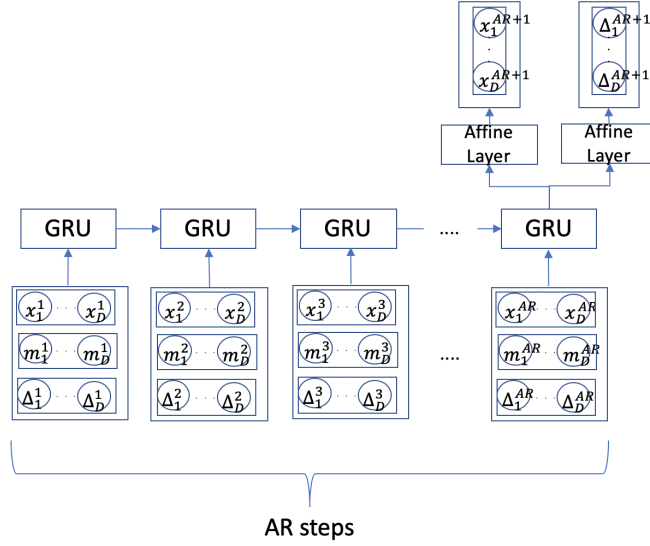 x_1^{AR+1} Δ_1^{AR+1}
. .
. .
x_D^{AR+1} Δ_D^{AR+1}
Affine Layer Affine Layer
GRU GRU GRU .... GRU
x_1^1 ... x_D^1 x_1^2 ... x_D^2 x_1^3 ... x_D^3 x_1^{AR} ... x_D^{AR}
m_1^1 ... m_D^1 m_1^2 ... m_D^2 m_1^3 ... m_D^3 .... m_1^{AR} ... m_D^{AR}
Δ_1^1 ... Δ_D^1 Δ_1^2 ... Δ_D^2 Δ_1^3 ... Δ_D^3 Δ_1^{AR} ... Δ_D^{AR}
AR steps